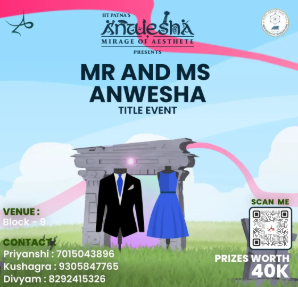 IIT PATNA'S
ANWESHA
MIRAGE OF AESTHETE
PRESENTS
MR AND MS
ANWESHA
TITLE EVENT
VENUE :
Block - 9
CONTACT:
Priyanshi : 7015043896
Kushagra : 9305847765
Divyam : 8292415326
SCAN ME
PRIZES WORTH
40K